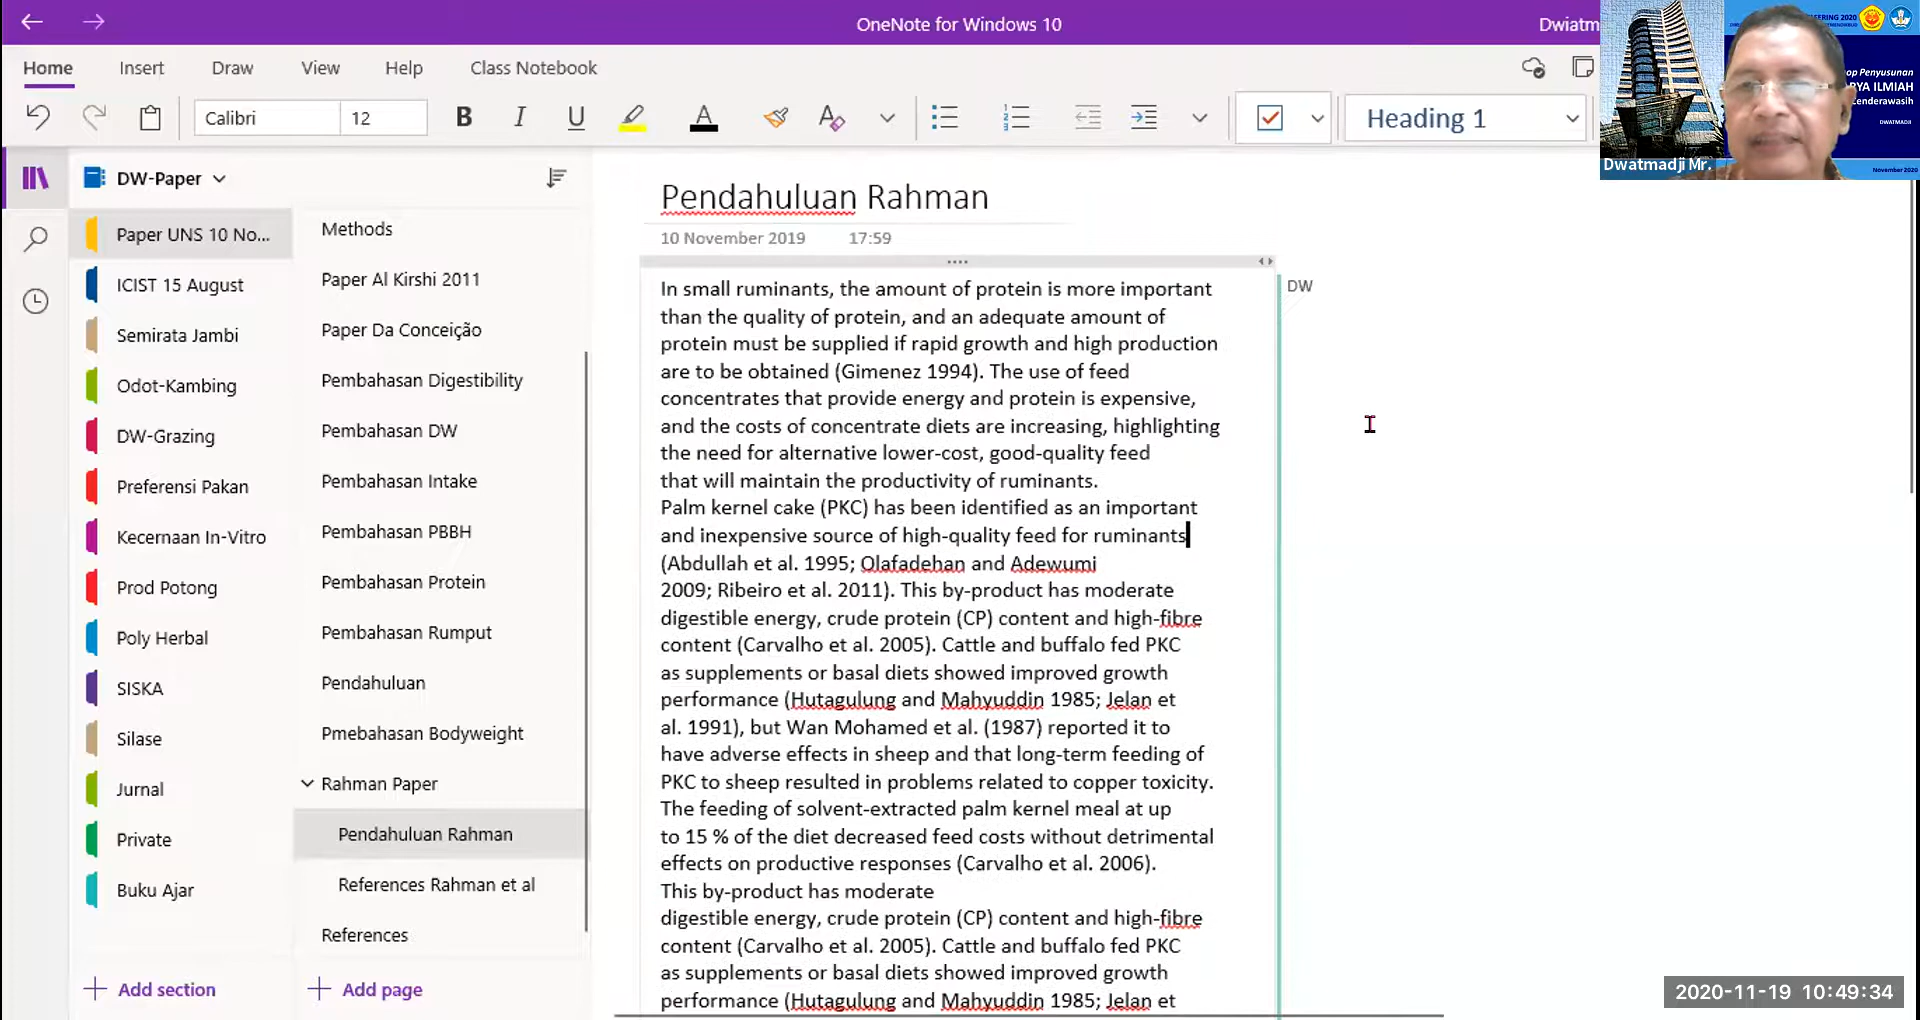 OneNote for Windows 10
Dwiatm
Home
Insert
Draw
View
Help
Class Notebook
Calibri
12
B
I
U
A
A
Heading 1
EERING 2020
op Penyusunan
RYA ILMIAH
Cenderawasih
DWATMADJI
November 2020
Dwatmadji Mr.
DW-Paper
Paper UNS 10 No...
ICIST 15 August
Semirata Jambi
Odot-Kambing
DW-Grazing
Preferensi Pakan
Kecernaan In-Vitro
Prod Potong
Poly Herbal
SISKA
Silase
Jurnal
Private
Buku Ajar
Add section
Methods
Paper Al Kirshi 2011
Paper Da Conceição
Pembahasan Digestibility
Pembahasan DW
Pembahasan Intake
Pembahasan PBBH
Pembahasan Protein
Pembahasan Rumput
Pendahuluan
Pmebahasan Bodyweight
Rahman Paper
Pendahuluan Rahman
References Rahman et al
References
Add page
Pendahuluan Rahman
10 November 2019 17:59
In small ruminants, the amount of protein is more important
than the quality of protein, and an adequate amount of
protein must be supplied if rapid growth and high production
are to be obtained (Gimenez 1994). The use of feed
concentrates that provide energy and protein is expensive,
and the costs of concentrate diets are increasing, highlighting
the need for alternative lower-cost, good-quality feed
that will maintain the productivity of ruminants.
Palm kernel cake (PKC) has been identified as an important
and inexpensive source of high-quality feed for ruminants
(Abdullah et al. 1995; Olafadehan and Adewumi
2009; Ribeiro et al. 2011). This by-product has moderate
digestible energy, crude protein (CP) content and high-fibre
content (Carvalho et al. 2005). Cattle and buffalo fed PKC
as supplements or basal diets showed improved growth
performance (Hutagulung and Mahyuddin 1985; Jelan et
al. 1991), but Wan Mohamed et al. (1987) reported it to
have adverse effects in sheep and that long-term feeding of
PKC to sheep resulted in problems related to copper toxicity.
The feeding of solvent-extracted palm kernel meal at up
to 15 % of the diet decreased feed costs without detrimental
effects on productive responses (Carvalho et al. 2006).
This by-product has moderate
digestible energy, crude protein (CP) content and high-fibre
content (Carvalho et al. 2005). Cattle and buffalo fed PKC
as supplements or basal diets showed improved growth
performance (Hutagulung and Mahyuddin 1985; Jelan et
DW
2020-11-19 10:49:34